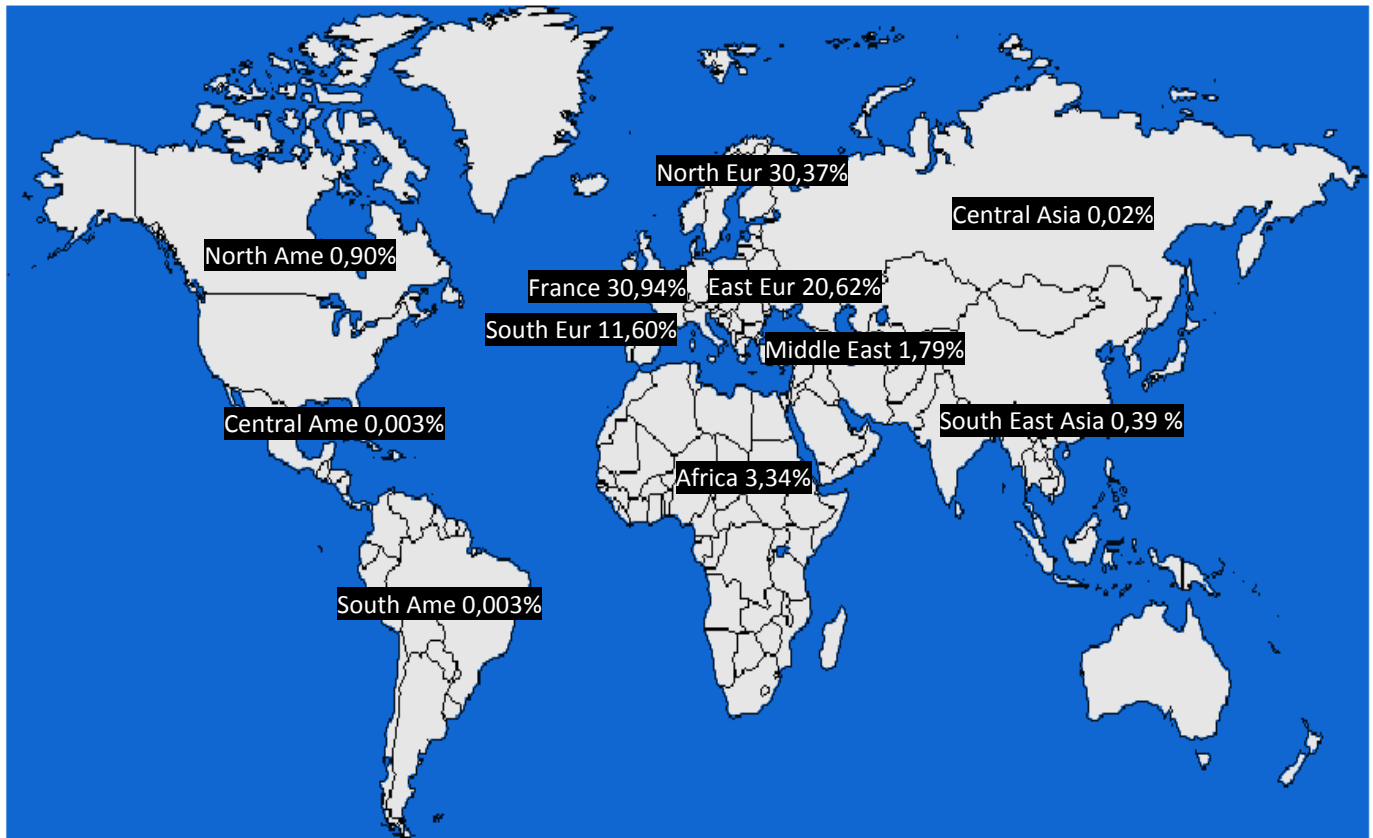 North Eur 30,37%
Central Asia 0,02%
North Ame 0,90%
France 30,94%
East Eur 20,62%
South Eur 11,60%
Middle East 1,79%
Central Ame 0,003%
South East Asia 0,39 %
Africa 3,34%
South Ame 0,003%